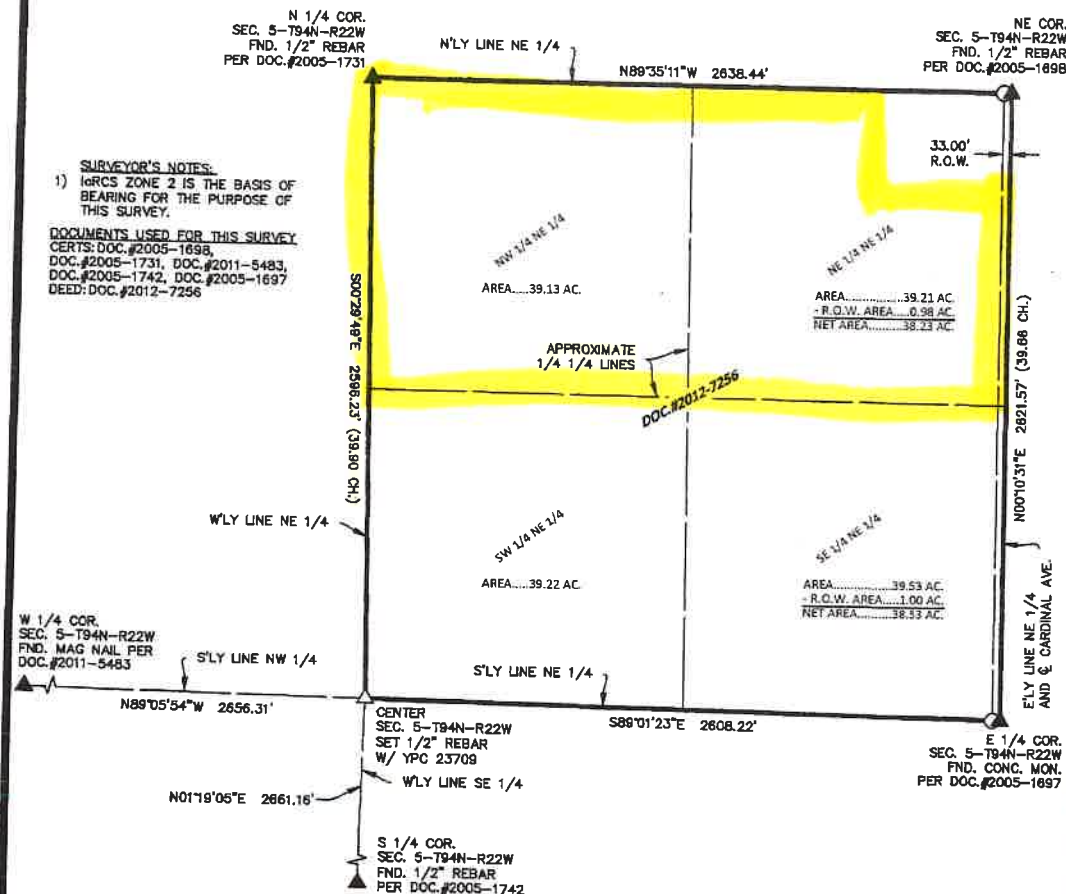 N 1/4 COR.
SEC. 5-T94N-R22W
FND. 1/2" REBAR
PER DOC.#2005-1731
N'LY LINE NE 1/4
N89°35'11"W 2638.44'
NE COR.
SEC. 5-T94N-R22W
FND. 1/2" REBAR
PER DOC.#2005-1698
33.00'
R.O.W.
SURVEYOR'S NOTES:
1) IaRCS ZONE 2 IS THE BASIS OF
BEARING FOR THE PURPOSE OF
THIS SURVEY.
DOCUMENTS USED FOR THIS SURVEY
CERTS: DOC.#2005-1698,
DOC.#2005-1731, DOC.#2011-5483,
DOC.#2005-1742, DOC.#2005-1697
DEED: DOC.#2012-7256
NW 1/4 NE 1/4
AREA....39.13 AC.
NE 1/4 NE 1/4
AREA..............39.21 AC.
- R.O.W. AREA....0.98 AC.
NET AREA.........38.23 AC.
S00°29'49"E 2598.23' (39.90 CH.)
APPROXIMATE
1/4 1/4 LINES
DOC.#2012-7256
N00°10'31"E 2621.57' (39.86 CH.)
W'LY LINE NE 1/4
SW 1/4 NE 1/4
AREA.....39.22 AC.
SE 1/4 NE 1/4
AREA..............39.53 AC.
- R.O.W. AREA.....1.00 AC.
NET AREA.........38.53 AC.
E'LY LINE NE 1/4
AND ℄ CARDINAL AVE.
W 1/4 COR.
SEC. 5-T94N-R22W
FND. MAG NAIL PER
DOC.#2011-5483
S'LY LINE NW 1/4
N89°05'54"W 2656.31'
S'LY LINE NE 1/4
S89°01'23"E 2608.22'
CENTER
SEC. 5-T94N-R22W
SET 1/2" REBAR
W/ YPC 23709
E 1/4 COR.
SEC. 5-T94N-R22W
FND. CONC. MON.
PER DOC.#2005-1697
W'LY LINE SE 1/4
N01°19'05"E 2661.16'
S 1/4 COR.
SEC. 5-T94N-R22W
FND. 1/2" REBAR
PER DOC.#2005-1742